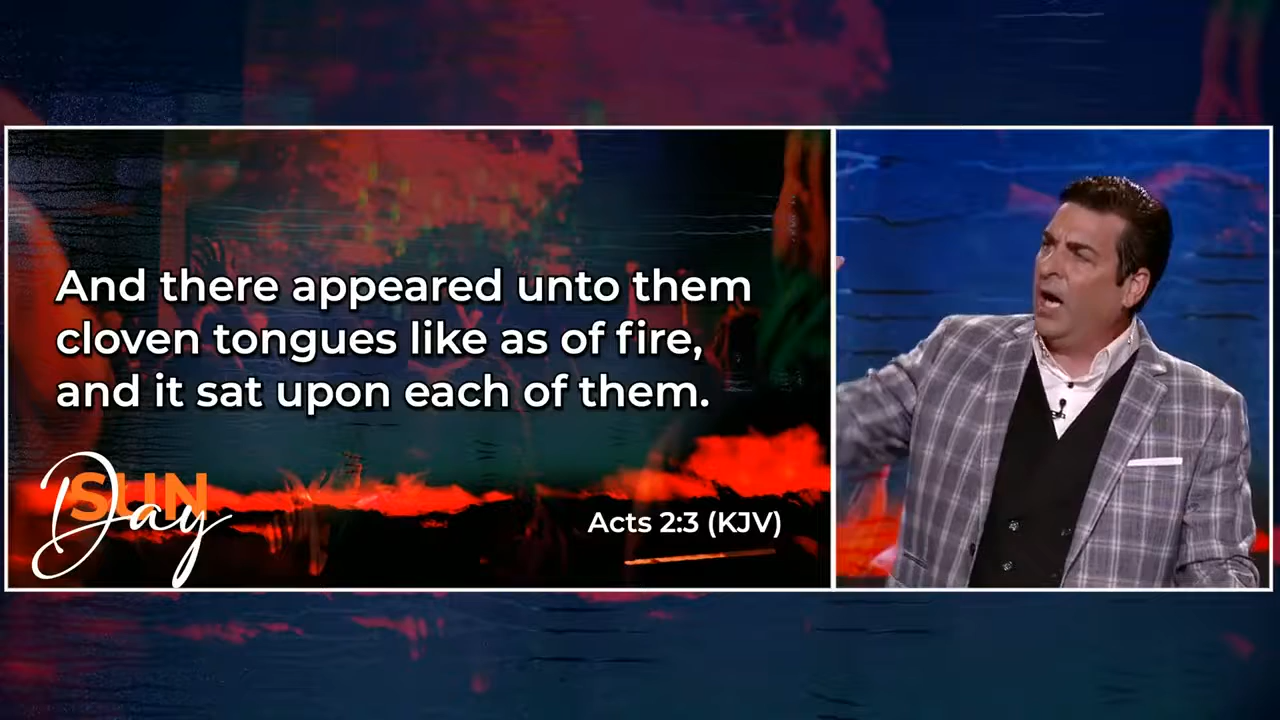 And there appeared unto them
cloven tongues like as of fire,
and it sat upon each of them.
SUN
Day
Acts 2:3 (KJV)